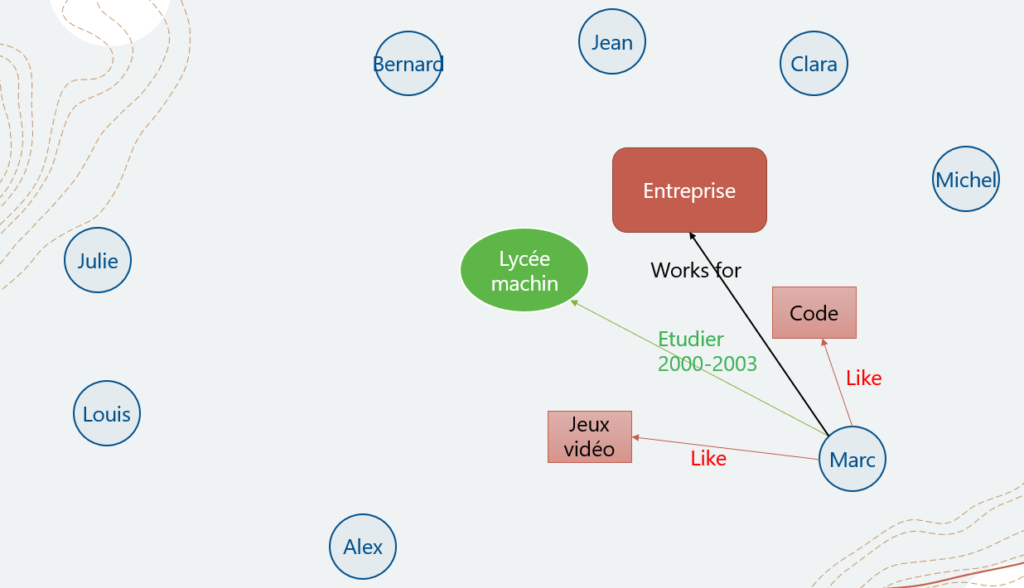 Jean
Bernard
Clara
Michel
Entreprise
Lycée
machin
Julie
Works for
Code
Etudier
2000-2003
Like
Louis
Jeux
vidéo
Like
Marc
Alex